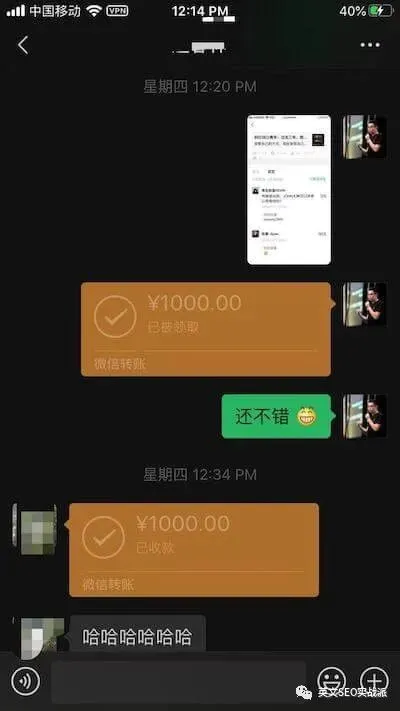 中国移动 VPN 12:14 PM 40%
星期四 12:20 PM
¥1000.00
已被领取
微信转账
还不错
星期四 12:34 PM
¥1000.00
已收款
微信转账
哈哈哈哈哈哈
英文SEO实战派